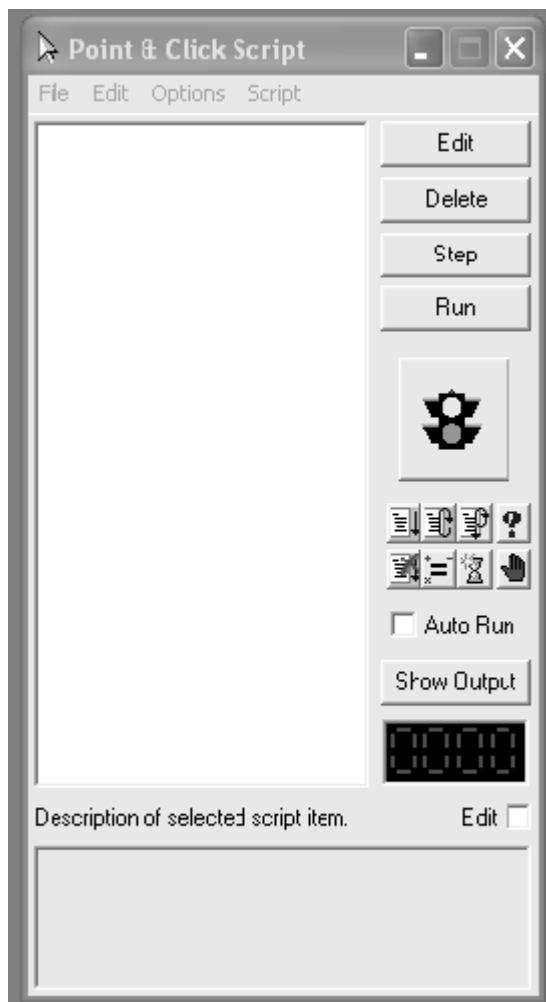 Point & Click Script
File Edit Options Script
Edit
Delete
Step
Run
Auto Run
Show Output
0000
Description of selected script item.
Edit